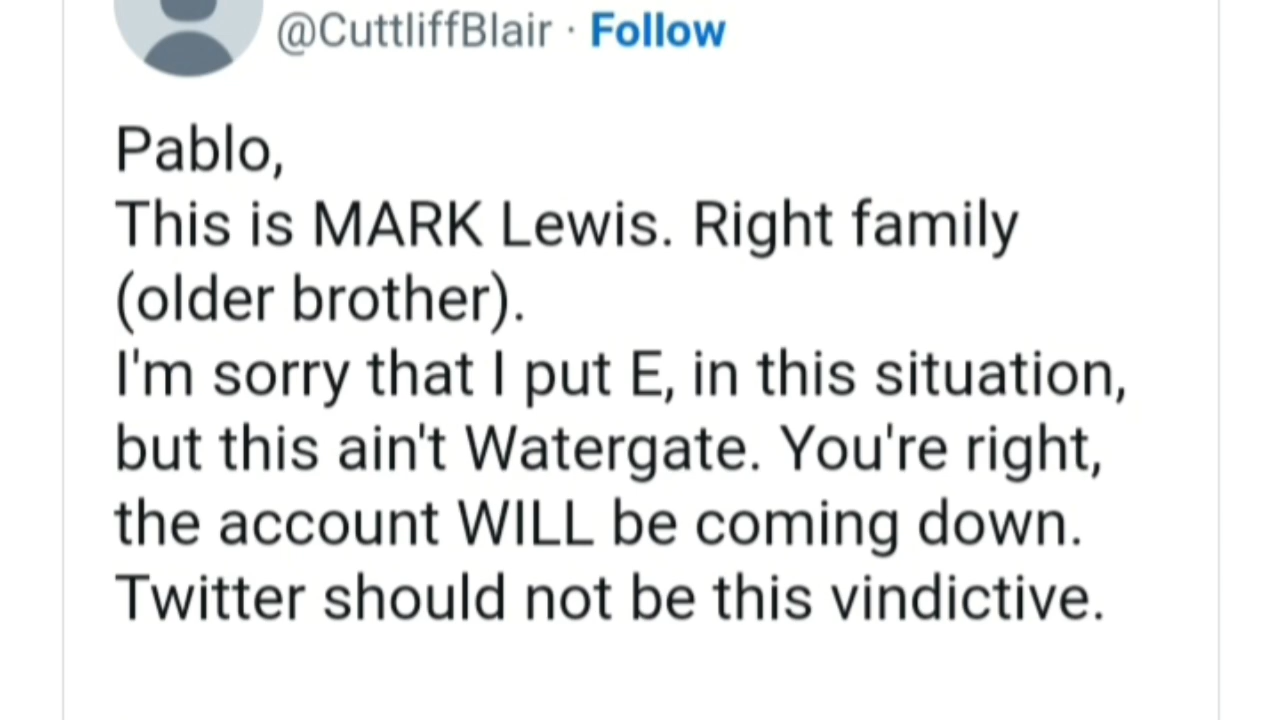 @CuttliffBlair · Follow
Pablo,
This is MARK Lewis. Right family
(older brother).
I'm sorry that I put E, in this situation,
but this ain't Watergate. You're right,
the account WILL be coming down.
Twitter should not be this vindictive.